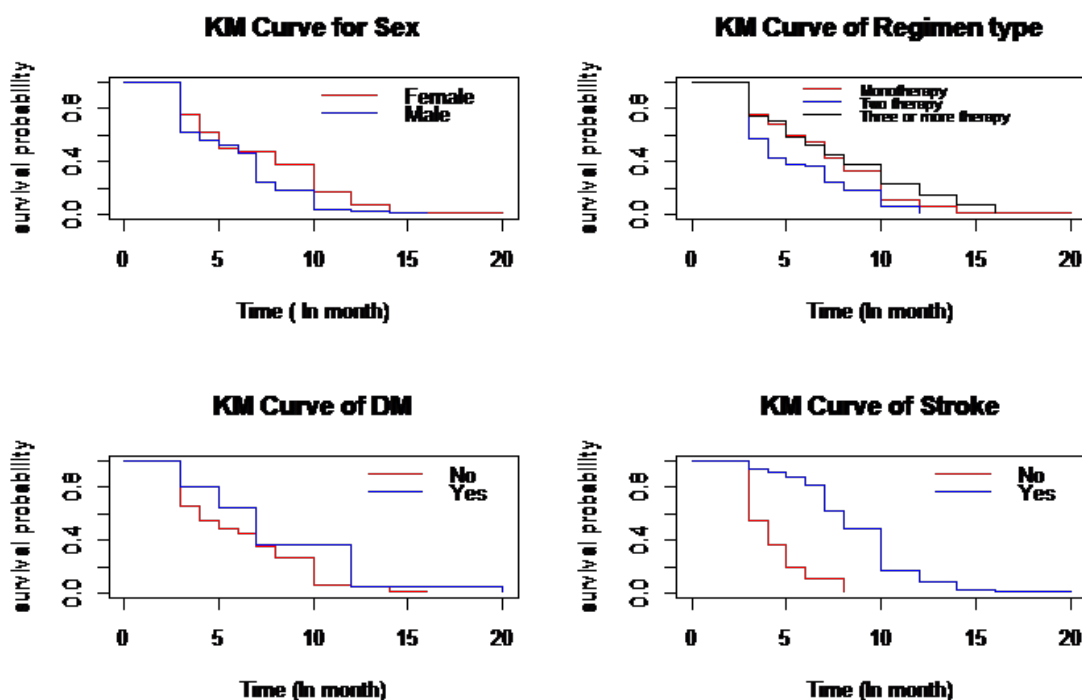 KM Curve for Sex
survival probability
0.0 0.4 0.8
Female
Male
0 5 10 15 20
Time ( In month)
KM Curve of Regimen type
survival probability
0.0 0.4 0.8
Monotherapy
Two therapy
Three or more therapy
0 5 10 15 20
Time (In month)
KM Curve of DM
survival probability
0.0 0.4 0.8
No
Yes
0 5 10 15 20
Time (In month)
KM Curve of Stroke
survival probability
0.0 0.4 0.8
No
Yes
0 5 10 15 20
Time (In month)